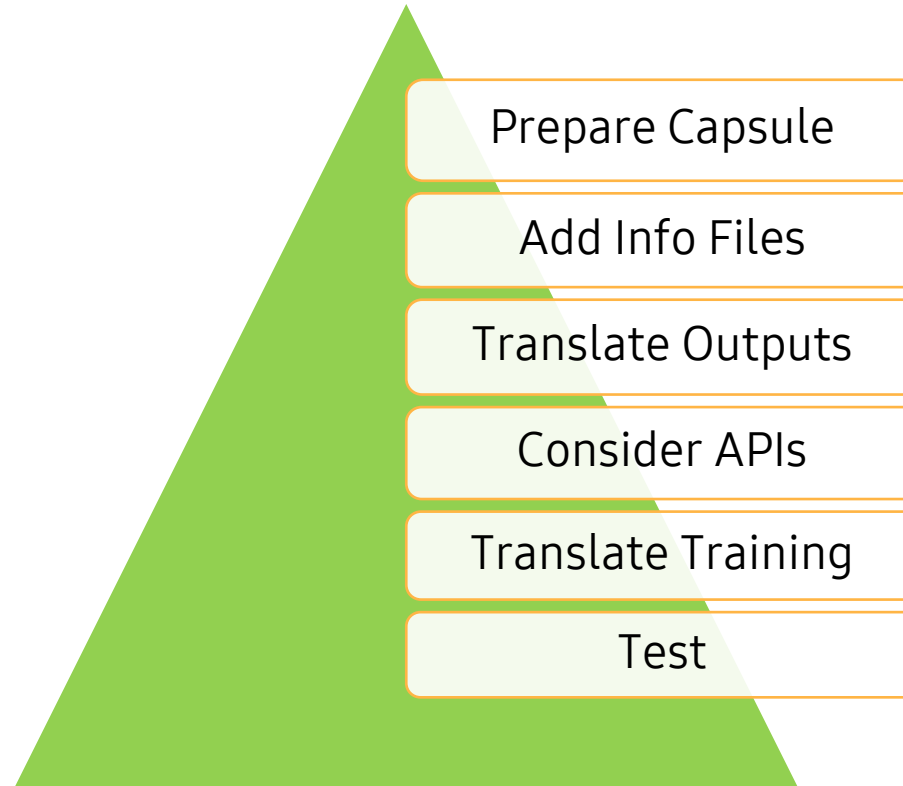 Prepare Capsule
Add Info Files
Translate Outputs
Consider APIs
Translate Training
Test